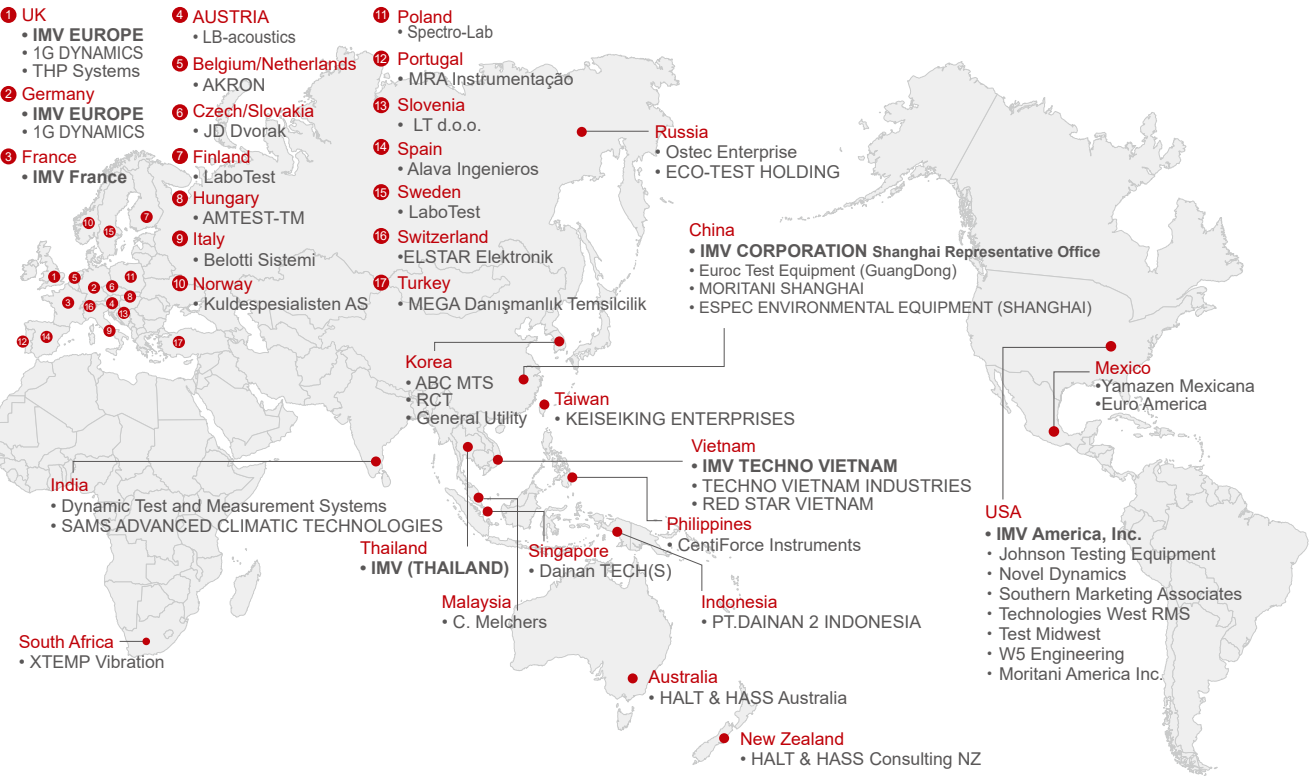 1 UK
• IMV EUROPE
• 1G DYNAMICS
• THP Systems
2 Germany
• IMV EUROPE
• 1G DYNAMICS
3 France
• IMV France
4 AUSTRIA
• LB-acoustics
5 Belgium/Netherlands
• AKRON
6 Czech/Slovakia
• JD Dvorak
7 Finland
• LaboTest
8 Hungary
• AMTEST-TM
9 Italy
• Belotti Sistemi
10 Norway
• Kuldespesialisten AS
11 Poland
• Spectro-Lab
12 Portugal
• MRA Instrumentação
13 Slovenia
• LT d.o.o.
14 Spain
• Alava Ingenieros
15 Sweden
• LaboTest
16 Switzerland
•ELSTAR Elektronik
17 Turkey
• MEGA Danışmanlık Temsilcilik
10
7
15
1
5
11
2
6
8
3
16
4
13
9
12
14
17
Russia
• Ostec Enterprise
• ECO-TEST HOLDING
China
• IMV CORPORATION Shanghai Representative Office
• Euroc Test Equipment (GuangDong)
• MORITANI SHANGHAI
• ESPEC ENVIRONMENTAL EQUIPMENT (SHANGHAI)
Korea
• ABC MTS
• RCT
• General Utility
Taiwan
• KEISEIKING ENTERPRISES
Mexico
•Yamazen Mexicana
•Euro America
Vietnam
• IMV TECHNO VIETNAM
• TECHNO VIETNAM INDUSTRIES
• RED STAR VIETNAM
India
• Dynamic Test and Measurement Systems
• SAMS ADVANCED CLIMATIC TECHNOLOGIES
Philippines
• CentiForce Instruments
Thailand
• IMV (THAILAND)
Singapore
• Dainan TECH(S)
Malaysia
• C. Melchers
Indonesia
• PT.DAINAN 2 INDONESIA
USA
• IMV America, Inc.
・Johnson Testing Equipment
・Novel Dynamics
・Southern Marketing Associates
・Technologies West RMS
・Test Midwest
・W5 Engineering
・Moritani America Inc.
South Africa
• XTEMP Vibration
Australia
• HALT & HASS Australia
New Zealand
• HALT & HASS Consulting NZ